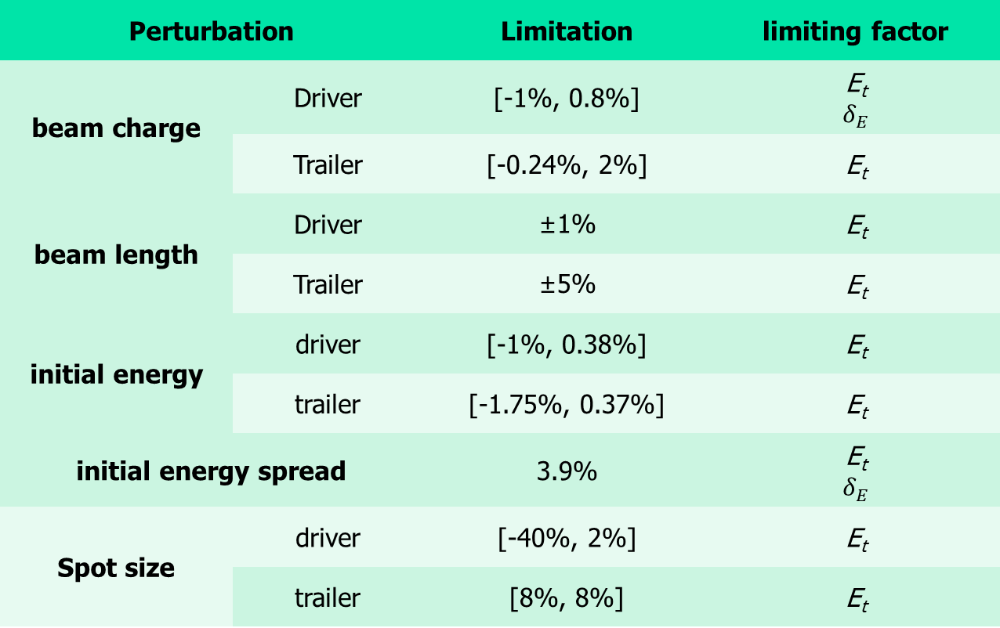 Perturbation Limitation limiting factor
beam charge
Driver [-1%, 0.8%] E_t
δ_E
Trailer [-0.24%, 2%] E_t
beam length
Driver ±1% E_t
Trailer ±5% E_t
initial energy
driver [-1%, 0.38%] E_t
trailer [-1.75%, 0.37%] E_t
initial energy spread 3.9% E_t
δ_E
Spot size
driver [-40%, 2%] E_t
trailer [8%, 8%] E_t